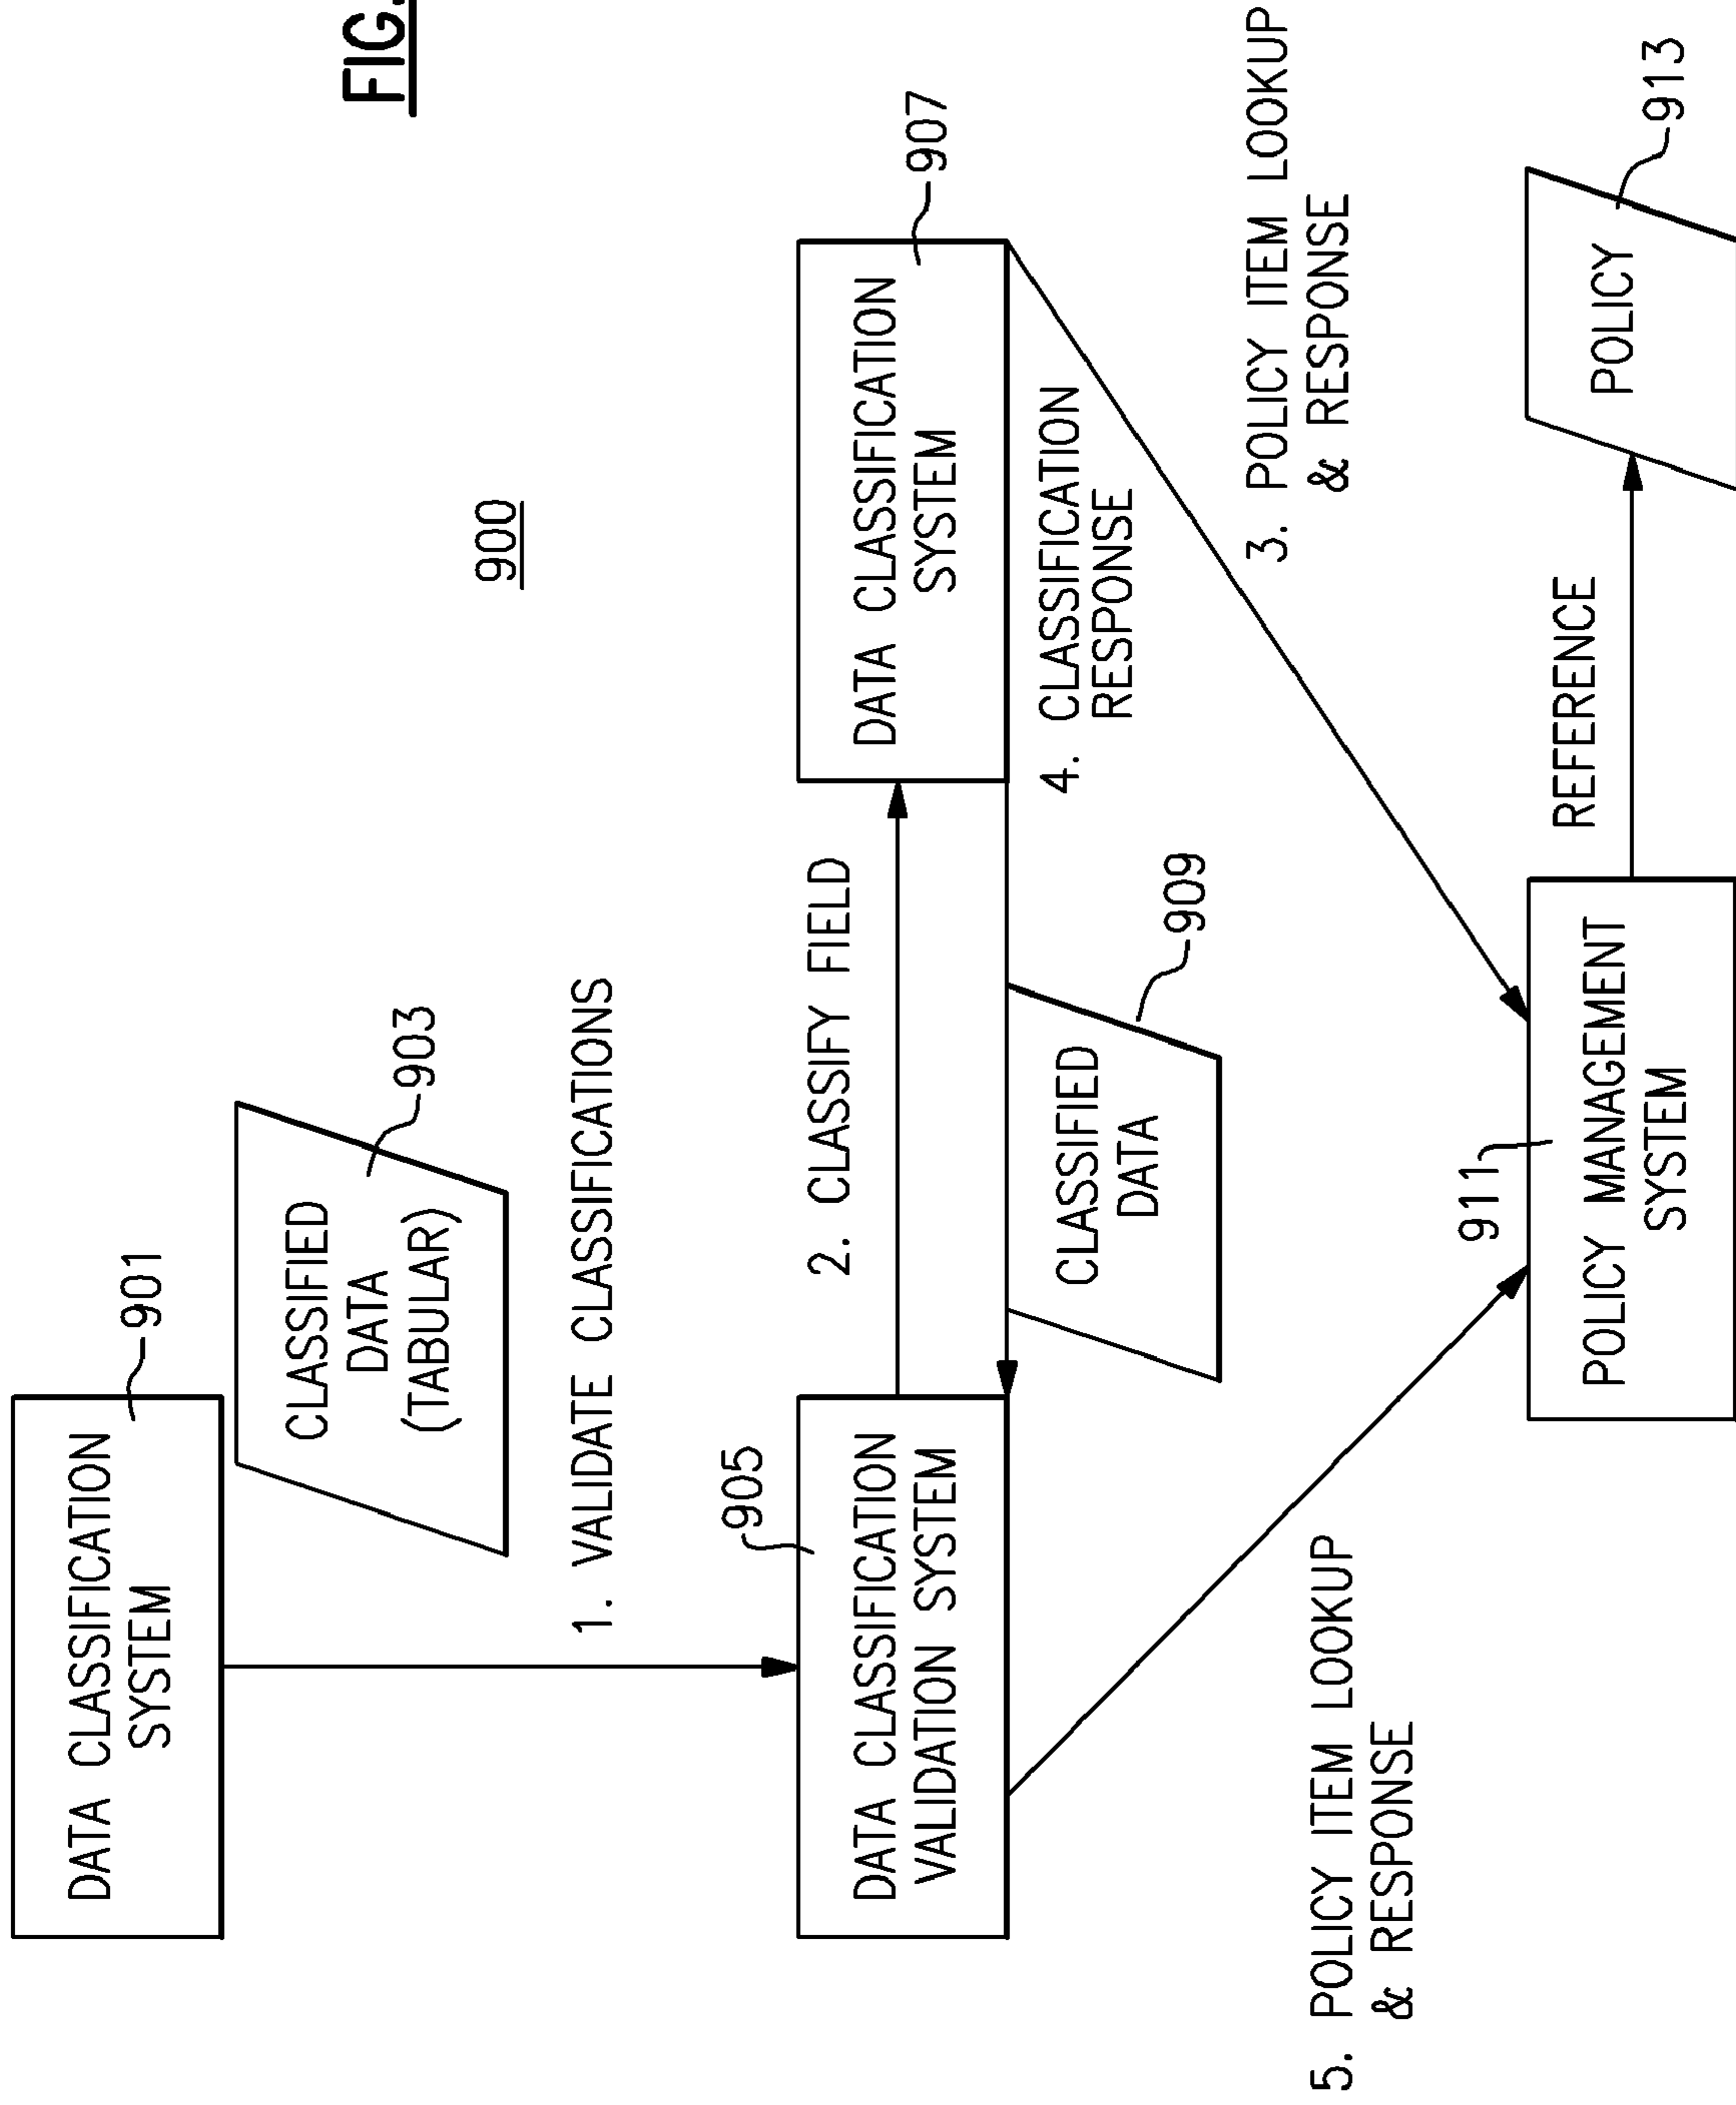 FIG.
900
DATA CLASSIFICATION
SYSTEM
901
CLASSIFIED
DATA
(TABULAR)
903
1. VALIDATE CLASSIFICATIONS
905
DATA CLASSIFICATION
VALIDATION SYSTEM
2. CLASSIFY FIELD
DATA CLASSIFICATION
SYSTEM
907
4. CLASSIFICATION
RESPONSE
CLASSIFIED
DATA
909
3. POLICY ITEM LOOKUP
& RESPONSE
5. POLICY ITEM LOOKUP
& RESPONSE
911
POLICY MANAGEMENT
SYSTEM
REFERENCE
POLICY
913